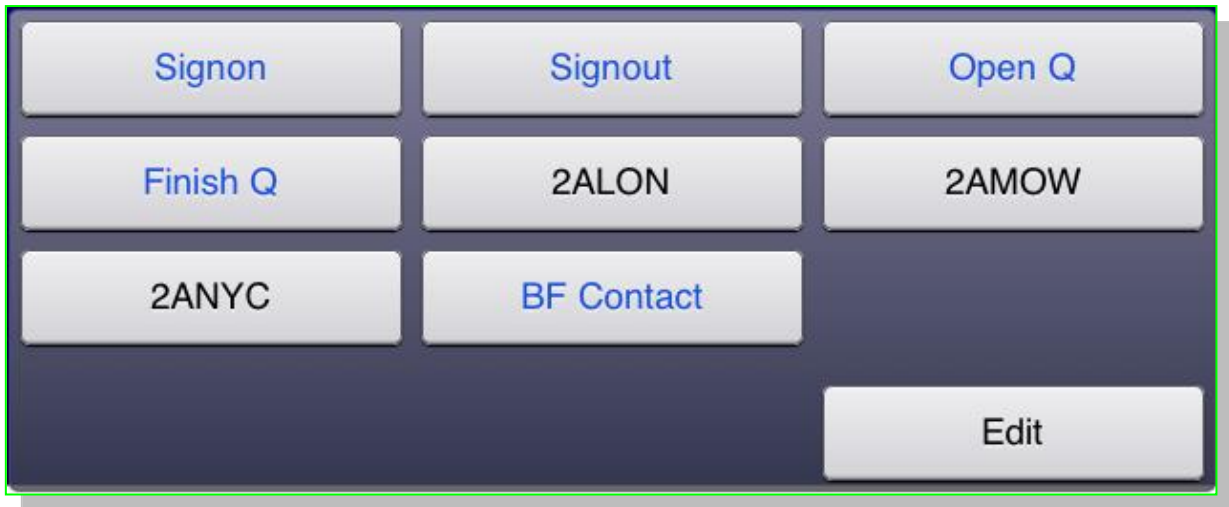 Signon Signout Open Q
Finish Q 2ALON 2AMOW
2ANYC BF Contact
Edit